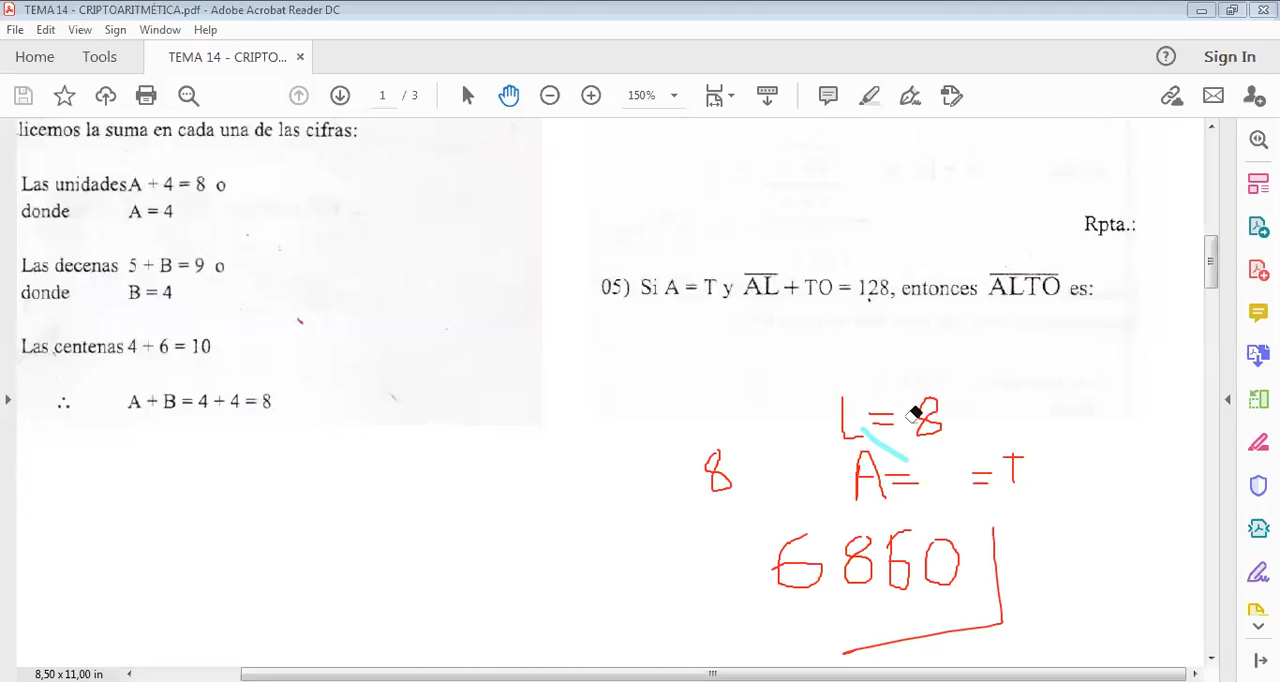 TEMA 14 - CRIPTOARITMÉTICA.pdf - Adobe Acrobat Reader DC
File Edit View Sign Window Help
Home Tools TEMA 14 - CRIPTO... × Sign In
1 / 3 150%
licemos la suma en cada una de las cifras:
Las unidades A + 4 = 8 o
donde A = 4
Las decenas 5 + B = 9 o
donde B = 4
Las centenas 4 + 6 = 10
∴ A + B = 4 + 4 = 8
Rpta.:
05) Si A = T y A̅L̅ + TO = 128, entonces A̅L̅T̅O̅ es:
L = 8
8 A = = T
6860
8,50 x 11,00 in